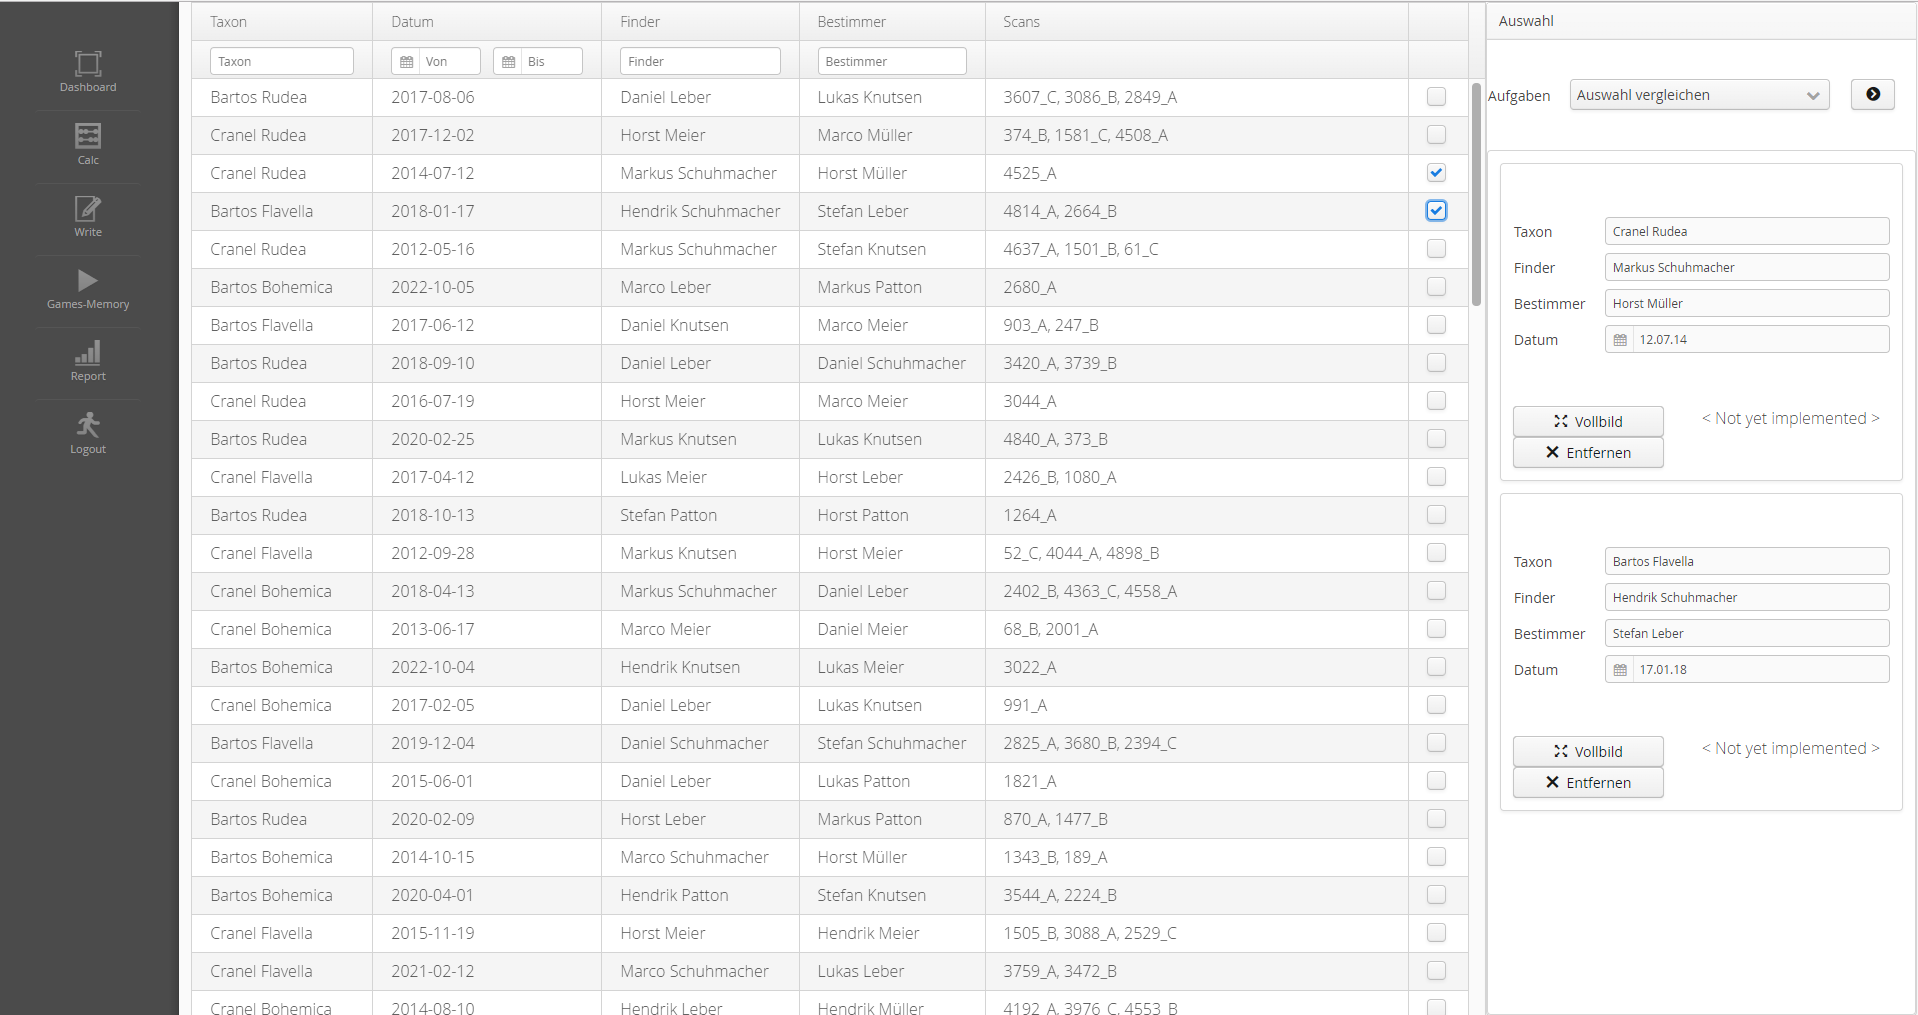 Dashboard
Calc
Write
Games-Memory
Report
Logout
Taxon Datum Finder Bestimmer Scans
Taxon Von Bis Finder Bestimmer
Bartos Rudea 2017-08-06 Daniel Leber Lukas Knutsen 3607_C, 3086_B, 2849_A
Cranel Rudea 2017-12-02 Horst Meier Marco Müller 374_B, 1581_C, 4508_A
Cranel Rudea 2014-07-12 Markus Schuhmacher Horst Müller 4525_A
Bartos Flavella 2018-01-17 Hendrik Schuhmacher Stefan Leber 4814_A, 2664_B
Cranel Rudea 2012-05-16 Markus Schuhmacher Stefan Knutsen 4637_A, 1501_B, 61_C
Bartos Bohemica 2022-10-05 Marco Leber Markus Patton 2680_A
Bartos Flavella 2017-06-12 Daniel Knutsen Marco Meier 903_A, 247_B
Bartos Rudea 2018-09-10 Daniel Leber Daniel Schuhmacher 3420_A, 3739_B
Cranel Rudea 2016-07-19 Horst Meier Marco Meier 3044_A
Bartos Rudea 2020-02-25 Markus Knutsen Lukas Knutsen 4840_A, 373_B
Cranel Flavella 2017-04-12 Lukas Meier Horst Leber 2426_B, 1080_A
Bartos Rudea 2018-10-13 Stefan Patton Horst Patton 1264_A
Cranel Flavella 2012-09-28 Markus Knutsen Horst Meier 52_C, 4044_A, 4898_B
Cranel Bohemica 2018-04-13 Markus Schuhmacher Daniel Leber 2402_B, 4363_C, 4558_A
Cranel Bohemica 2013-06-17 Marco Meier Daniel Meier 68_B, 2001_A
Bartos Bohemica 2022-10-04 Hendrik Knutsen Lukas Meier 3022_A
Cranel Bohemica 2017-02-05 Daniel Leber Lukas Knutsen 991_A
Bartos Flavella 2019-12-04 Daniel Schuhmacher Stefan Schuhmacher 2825_A, 3680_B, 2394_C
Cranel Bohemica 2015-06-01 Daniel Leber Lukas Patton 1821_A
Bartos Rudea 2020-02-09 Horst Leber Markus Patton 870_A, 1477_B
Bartos Bohemica 2014-10-15 Marco Schuhmacher Horst Müller 1343_B, 189_A
Bartos Bohemica 2020-04-01 Hendrik Patton Stefan Knutsen 3544_A, 2224_B
Cranel Flavella 2015-11-19 Horst Meier Hendrik Meier 1505_B, 3088_A, 2529_C
Cranel Flavella 2021-02-12 Marco Schuhmacher Lukas Leber 3759_A, 3472_B
Cranel Bohemica 2014-08-10 Hendrik Leber Hendrik Müller 4192_A, 3976_C, 4553_B
Auswahl
Aufgaben Auswahl vergleichen
Taxon Cranel Rudea
Finder Markus Schuhmacher
Bestimmer Horst Müller
Datum 12.07.14
Vollbild < Not yet implemented >
Entfernen
Taxon Bartos Flavella
Finder Hendrik Schuhmacher
Bestimmer Stefan Leber
Datum 17.01.18
Vollbild < Not yet implemented >
Entfernen